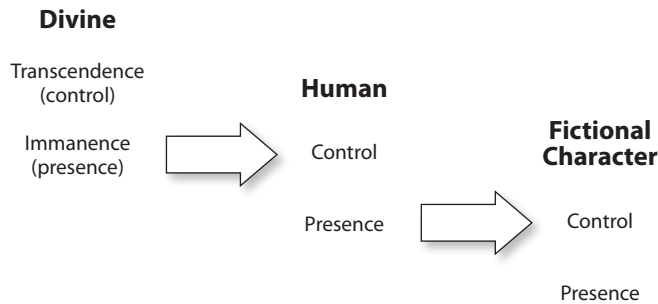 Divine
Transcendence
(control)
Immanence
(presence)
Human
Control
Presence
Fictional
Character
Control
Presence